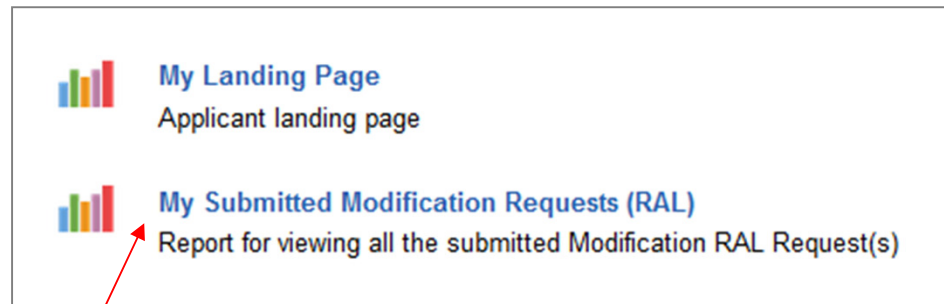 My Landing Page
Applicant landing page
My Submitted Modification Requests (RAL)
Report for viewing all the submitted Modification RAL Request(s)